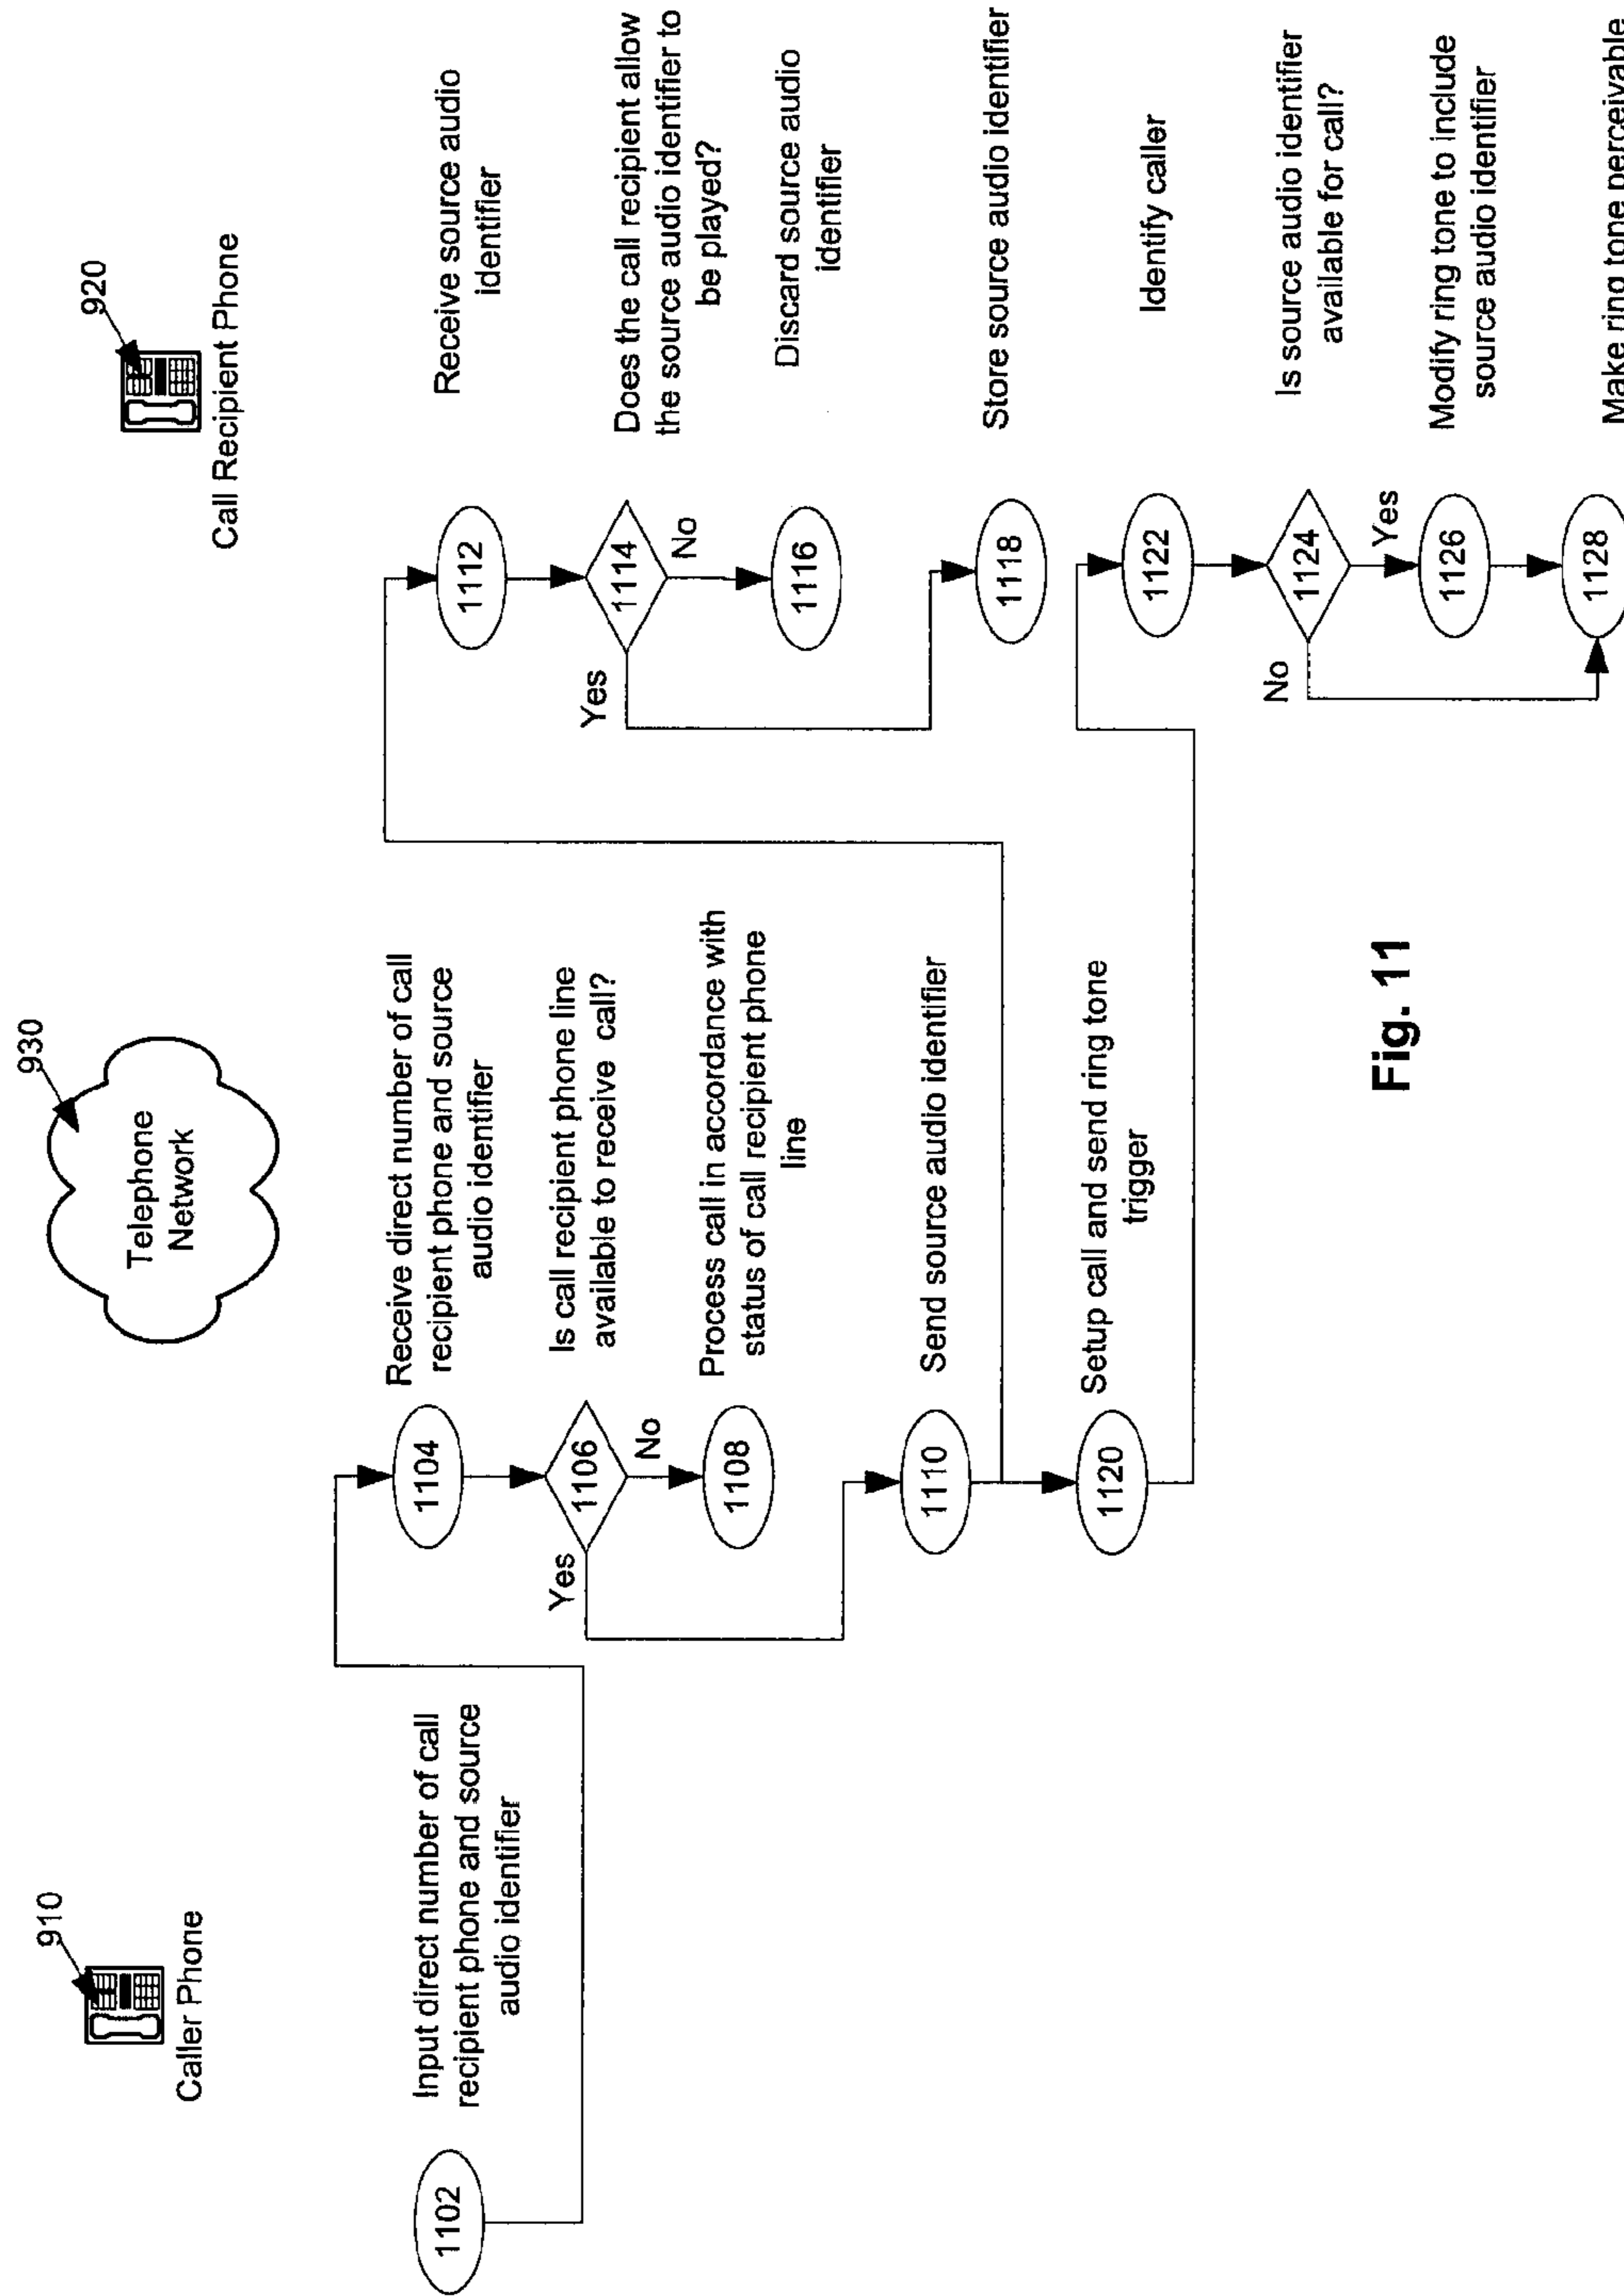 910
Caller Phone
930
Telephone
Network
920
Call Recipient Phone
1102
Input direct number of call
recipient phone and source
audio identifier
1104
Receive direct number of call
recipient phone and source
audio identifier
1106
Is call recipient phone line
available to receive call?
Yes
No
1108
Process call in accordance with
status of call recipient phone
line
1110
Send source audio identifier
1120
Setup call and send ring tone
trigger
1112
Receive source audio
identifier
1114
Does the call recipient allow
the source audio identifier to
be played?
Yes
No
1116
Discard source audio
identifier
1118
Store source audio identifier
1122
Identify caller
1124
Is source audio identifier
available for call?
No
Yes
1126
Modify ring tone to include
source audio identifier
1128
Make ring tone perceivable
Fig. 11